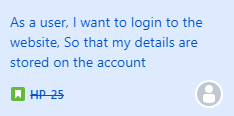 As a user, I want to login to the
website, So that my details are
stored on the account
HP-25